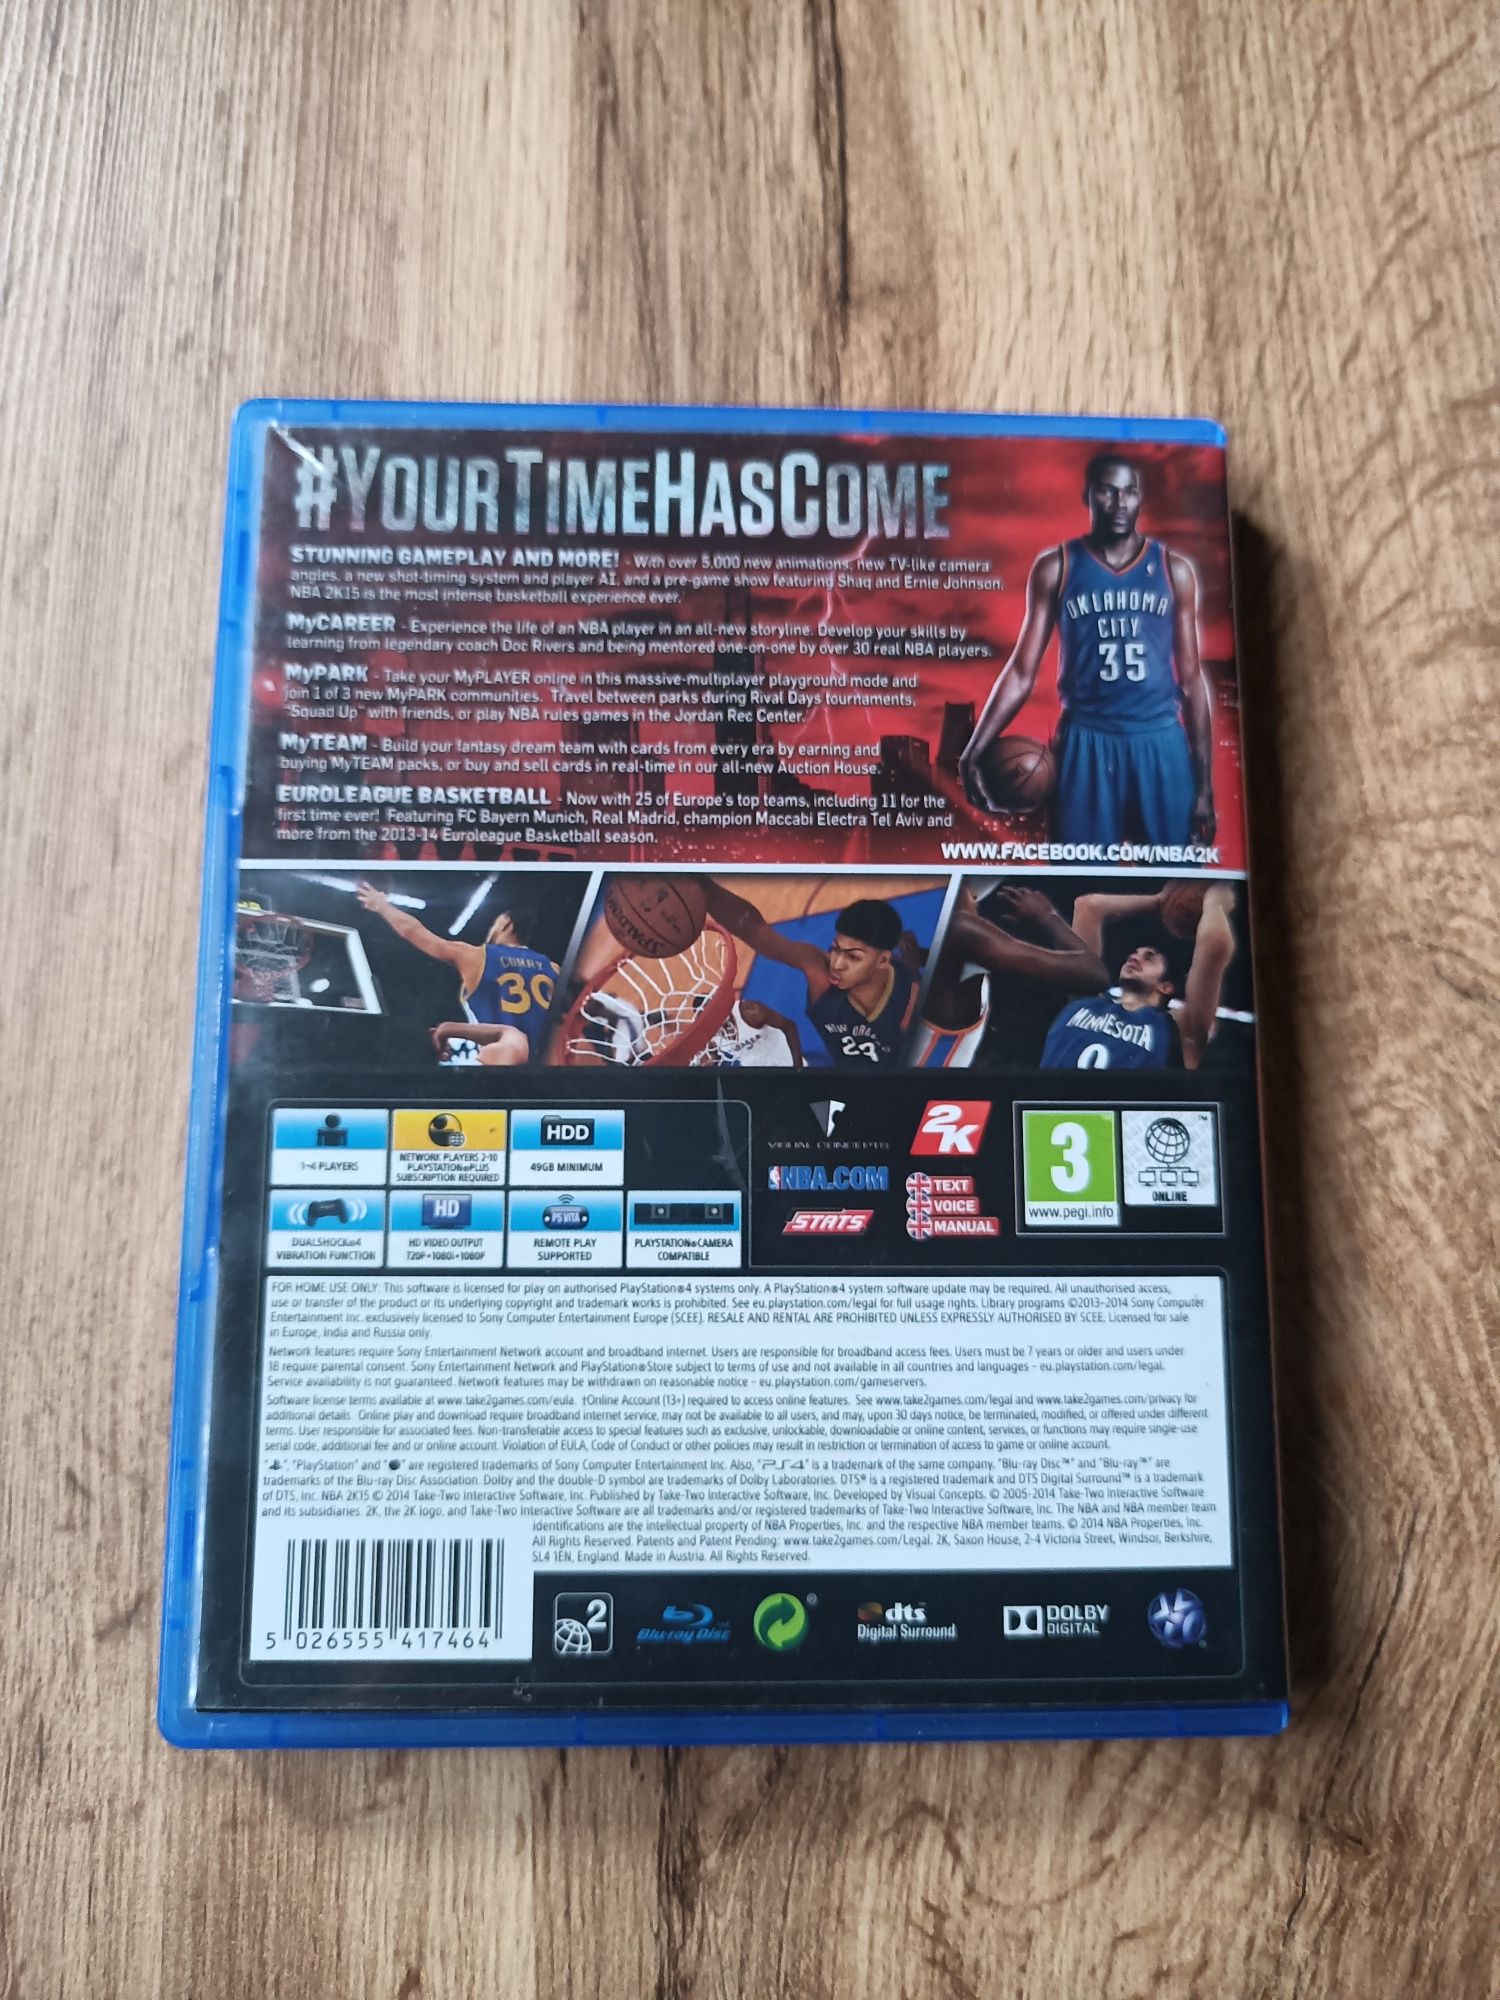 #YOURTIMEHASCOME
STUNNING GAMEPLAY AND MORE! - With over 5,000 new animations, new TV-like camera
angles, a new shot-timing system and player AI, and a pre-game show featuring Shaq and Ernie Johnson,
NBA 2K15 is the most intense basketball experience ever.
MyCAREER - Experience the life of an NBA player in an all-new storyline. Develop your skills by
learning from legendary coach Doc Rivers and being mentored one-on-one by over 30 real NBA players.
MyPARK - Take your MyPLAYER online in this massive-multiplayer playground mode and
join 1 of 3 new MyPARK communities. Travel between parks during Rival Days tournaments,
"Squad Up" with friends, or play NBA rules games in the Jordan Rec Center.
MyTEAM - Build your fantasy dream team with cards from every era by earning and
buying MyTEAM packs, or buy and sell cards in real-time in our all-new Auction House.
EUROLEAGUE BASKETBALL - Now with 25 of Europe's top teams, including 11 for the
first time ever! Featuring FC Bayern Munich, Real Madrid, champion Maccabi Electra Tel Aviv and
more from the 2013-14 Euroleague Basketball season.
OKLAHOMA
CITY
35
WWW.FACEBOOK.COM/NBA2K
CURRY
30
SPALDING
NEW ORLE
23
MINNESOTA
9
1-4 PLAYERS
NETWORK PLAYERS 2-10
PLAYSTATION®PLUS
SUBSCRIPTION REQUIRED
HDD
49GB MINIMUM
DUALSHOCK®4
VIBRATION FUNCTION
HD
HD VIDEO OUTPUT
720P•1080i•1080P
PS VITA
REMOTE PLAY
SUPPORTED
PLAYSTATION®CAMERA
COMPATIBLE
VISUAL CONCEPTS
2K
NBA.COM
STATS
TEXT
VOICE
MANUAL
3
www.pegi.info
ONLINE
TM
FOR HOME USE ONLY: This software is licensed for play on authorised PlayStation®4 systems only. A PlayStation®4 system software update may be required. All unauthorised access,
use or transfer of the product or its underlying copyright and trademark works is prohibited. See eu.playstation.com/legal for full usage rights. Library programs ©2013-2014 Sony Computer
Entertainment Inc. exclusively licensed to Sony Computer Entertainment Europe (SCEE). RESALE AND RENTAL ARE PROHIBITED UNLESS EXPRESSLY AUTHORISED BY SCEE. Licensed for sale
in Europe, India and Russia only.
Network features require Sony Entertainment Network account and broadband internet. Users are responsible for broadband access fees. Users must be 7 years or older and users under
18 require parental consent. Sony Entertainment Network and PlayStation®Store subject to terms of use and not available in all countries and languages – eu.playstation.com/legal.
Service availability is not guaranteed. Network features may be withdrawn on reasonable notice – eu.playstation.com/gameservers.
Software license terms available at www.take2games.com/eula. †Online Account (13+) required to access online features. See www.take2games.com/legal and www.take2games.com/privacy for
additional details. Online play and download require broadband internet service, may not be available to all users, and may, upon 30 days notice, be terminated, modified, or offered under different
terms. User responsible for associated fees. Non-transferable access to special features such as exclusive, unlockable, downloadable or online content, services, or functions may require single-use
serial code, additional fee and or online account. Violation of EULA, Code of Conduct or other policies may result in restriction or termination of access to game or online account.
" ", "PlayStation" and " " are registered trademarks of Sony Computer Entertainment Inc. Also, "PS4" is a trademark of the same company. "Blu-ray Disc™" and "Blu-ray™" are
trademarks of the Blu-ray Disc Association. Dolby and the double-D symbol are trademarks of Dolby Laboratories. DTS® is a registered trademark and DTS Digital Surround™ is a trademark
of DTS, Inc. NBA 2K15 © 2014 Take-Two Interactive Software, Inc. Published by Take-Two Interactive Software, Inc. Developed by Visual Concepts. © 2005-2014 Take-Two Interactive Software
and its subsidiaries. 2K, the 2K logo, and Take-Two Interactive Software are all trademarks and/or registered trademarks of Take-Two Interactive Software, Inc. The NBA and NBA member team
identifications are the intellectual property of NBA Properties, Inc. and the respective NBA member teams. © 2014 NBA Properties, Inc.
All Rights Reserved. Patents and Patent Pending: www.take2games.com/Legal. 2K, Saxon House, 2-4 Victoria Street, Windsor, Berkshire,
SL4 1EN, England. Made in Austria. All Rights Reserved.
5 026555 417464
2
Blu-ray Disc
dts
Digital Surround
DOLBY
DIGITAL